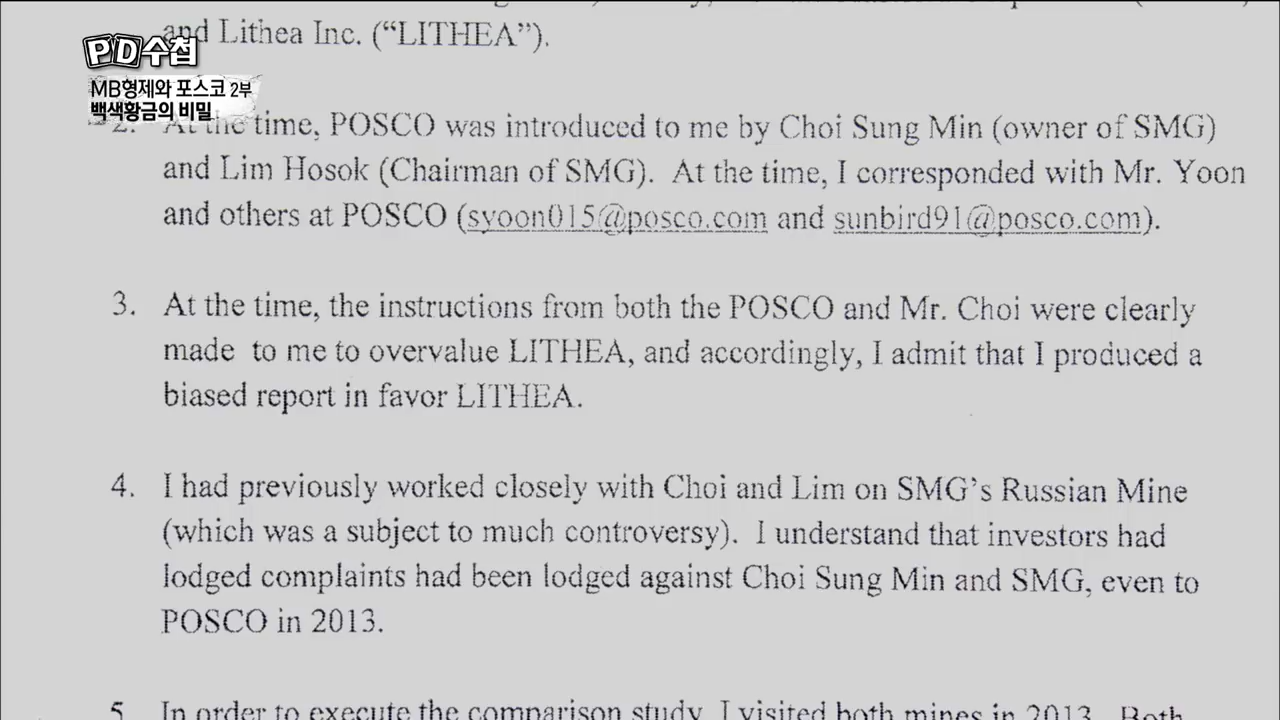 and Lithea Inc. (“LITHEA”).
PD수첩
MB형제와 포스코 2부
백색황금의 비밀
2. At the time, POSCO was introduced to me by Choi Sung Min (owner of SMG)
and Lim Hosok (Chairman of SMG). At the time, I corresponded with Mr. Yoon
and others at POSCO (syoon015@posco.com and sunbird91@posco.com).
3. At the time, the instructions from both the POSCO and Mr. Choi were clearly
made to me to overvalue LITHEA, and accordingly, I admit that I produced a
biased report in favor LITHEA.
4. I had previously worked closely with Choi and Lim on SMG’s Russian Mine
(which was a subject to much controversy). I understand that investors had
lodged complaints had been lodged against Choi Sung Min and SMG, even to
POSCO in 2013.
5. In order to execute the comparison study, I visited both mines in 2013. Both